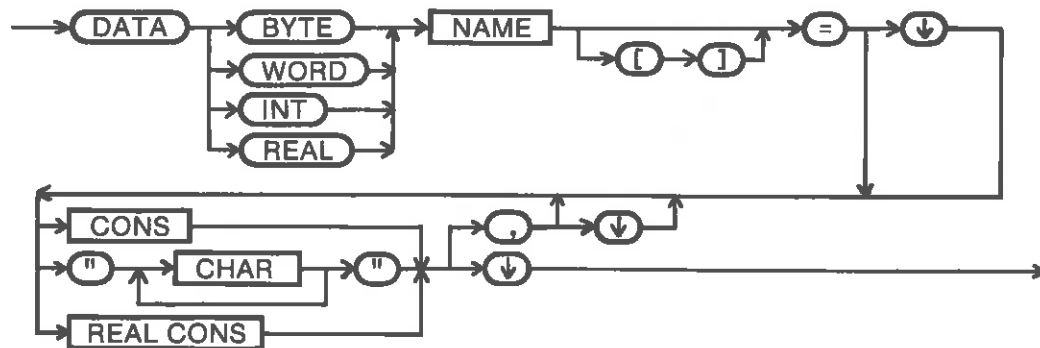 DATA BYTE NAME = ↓
[ ]
WORD
INT
REAL
CONS , ↓
" CHAR " ↓
REAL CONS